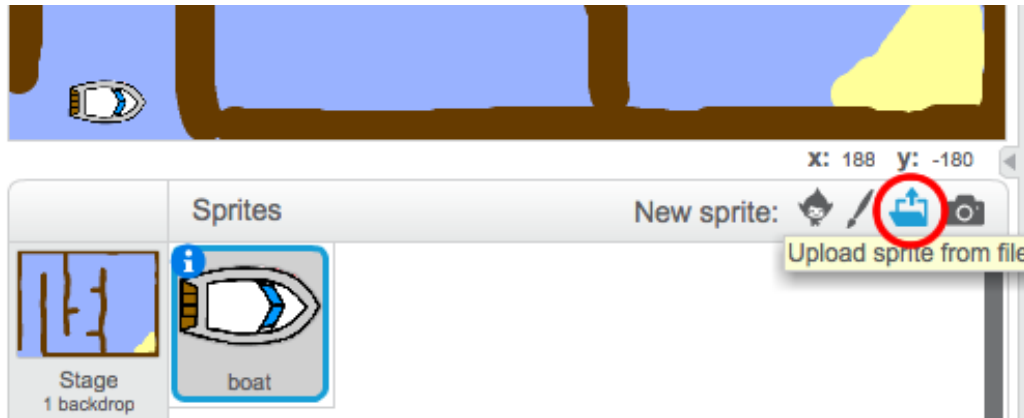 x: 188 y: -180
Sprites New sprite:
Upload sprite from file
i
boat
Stage
1 backdrop